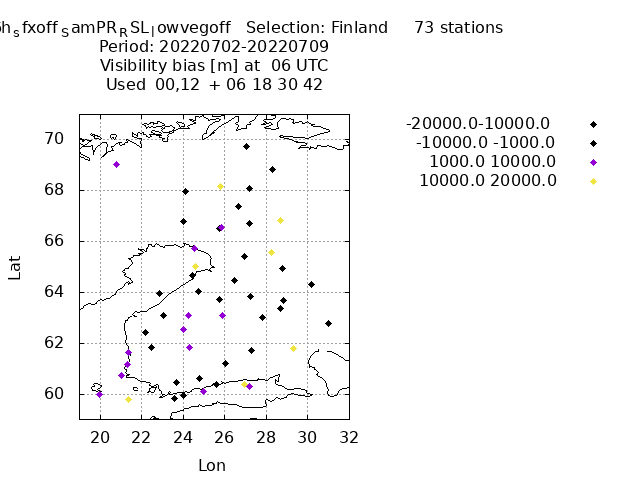 6h_sfxoff_SamPR_RSL_lowvegoff Selection: Finland 73 stations
Period: 20220702-20220709
Visibility bias [m] at 06 UTC
Used 00,12 + 06 18 30 42
-20000.0-10000.0
-10000.0 -1000.0
1000.0 10000.0
10000.0 20000.0
70
68
66
64
62
60
Lat
20 22 24 26 28 30 32
Lon